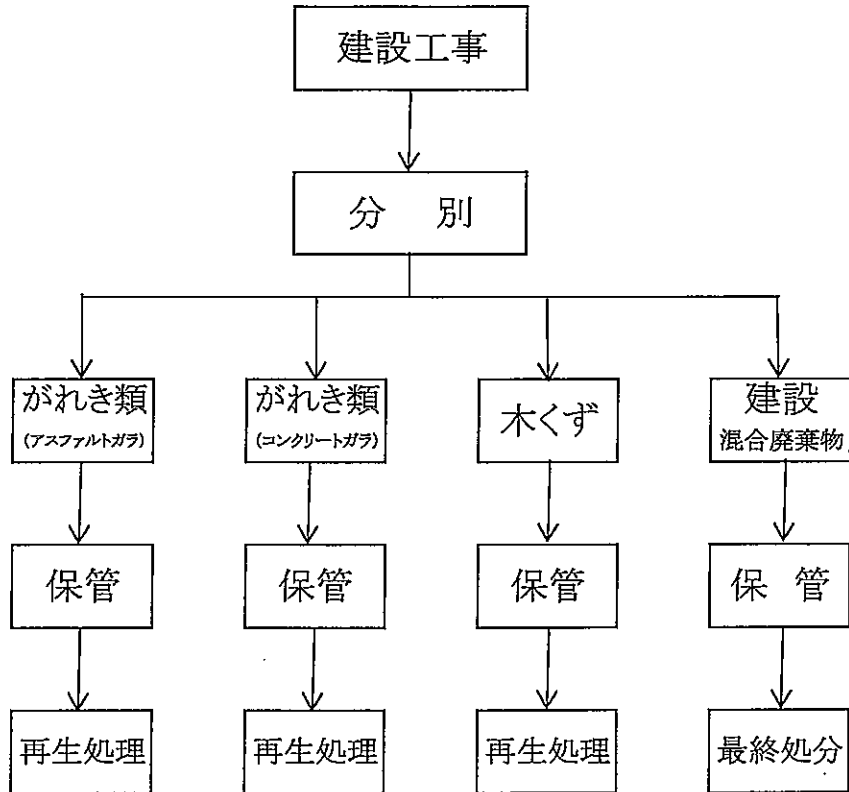 建設工事
分 別
がれき類
(アスファルトガラ)
がれき類
(コンクリートガラ)
木くず
建設
混合廃棄物
保管
保管
保管
保 管
再生処理
再生処理
再生処理
最終処分